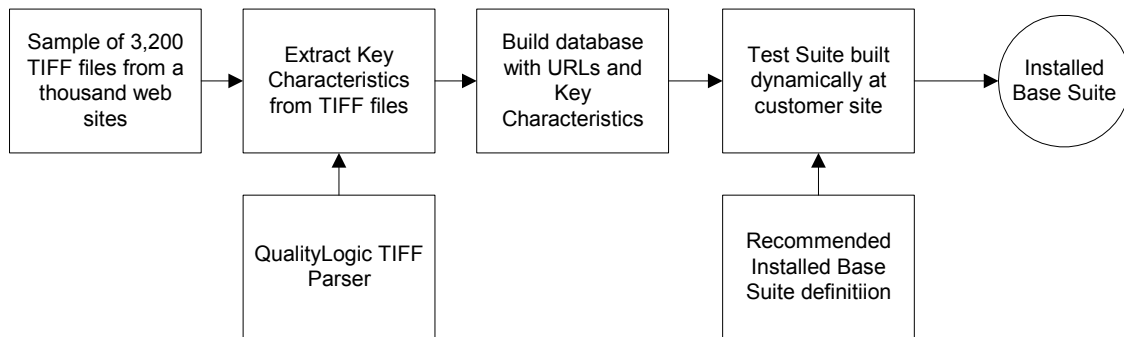 Sample of 3,200
TIFF files from a
thousand web
sites
Extract Key
Characteristics
from TIFF files
Build database
with URLs and
Key
Characteristics
Test Suite built
dynamically at
customer site
Installed
Base Suite
QualityLogic TIFF
Parser
Recommended
Installed Base
Suite definitiion